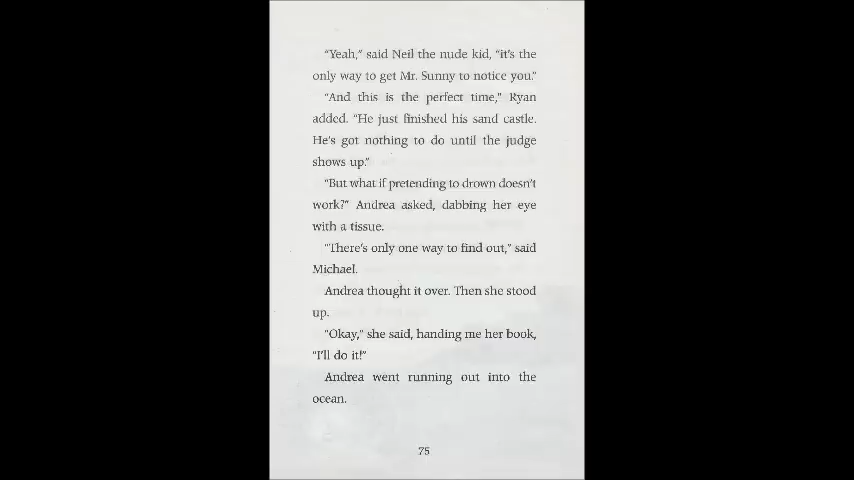 “Yeah,” said Neil the nude kid, “it’s the
only way to get Mr. Sunny to notice you.”
“And this is the perfect time,” Ryan
added. “He just finished his sand castle.
He’s got nothing to do until the judge
shows up.”
“But what if pretending to drown doesn’t
work?” Andrea asked, dabbing her eye
with a tissue.
“There’s only one way to find out,” said
Michael.
Andrea thought it over. Then she stood
up.
“Okay,” she said, handing me her book,
“I’ll do it!”
Andrea went running out into the
ocean.
75